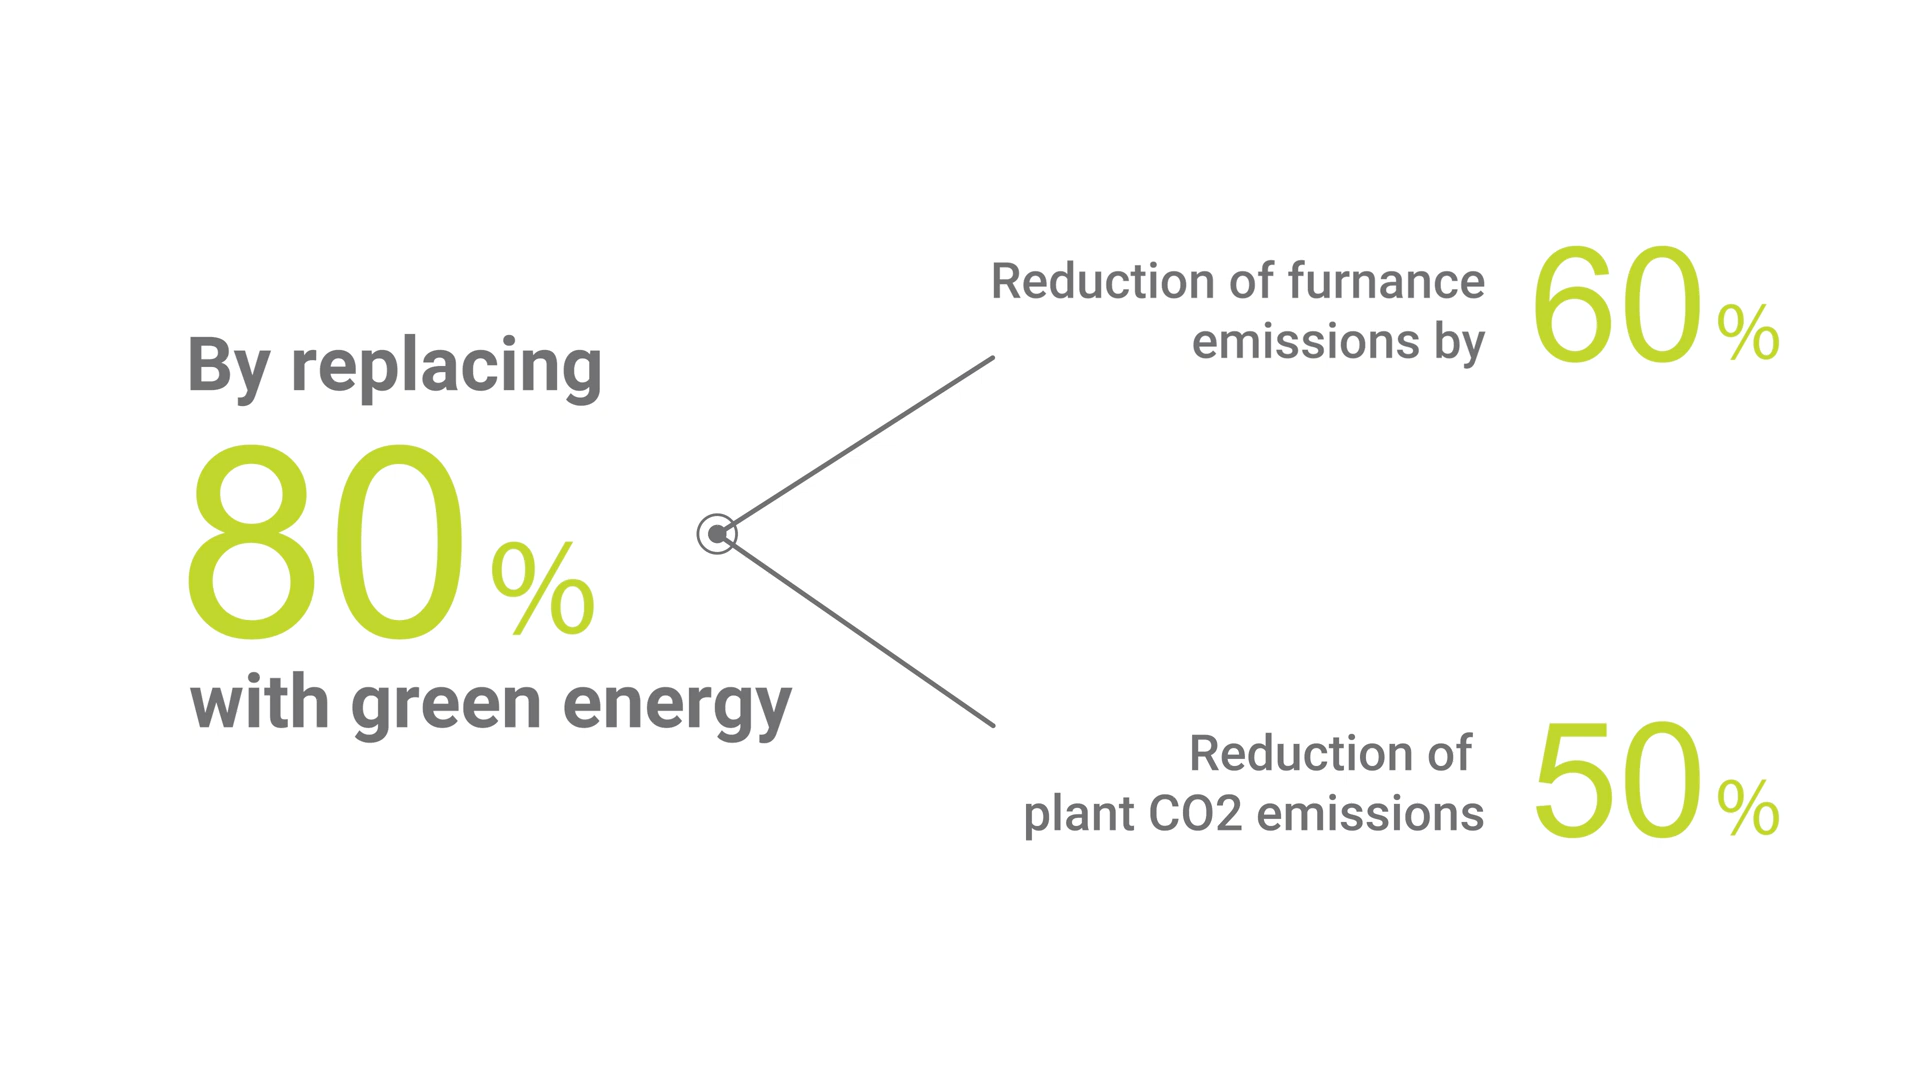 By replacing
80 %
with green energy
Reduction of furnance
emissions by
60 %
Reduction of
plant CO2 emissions
50 %